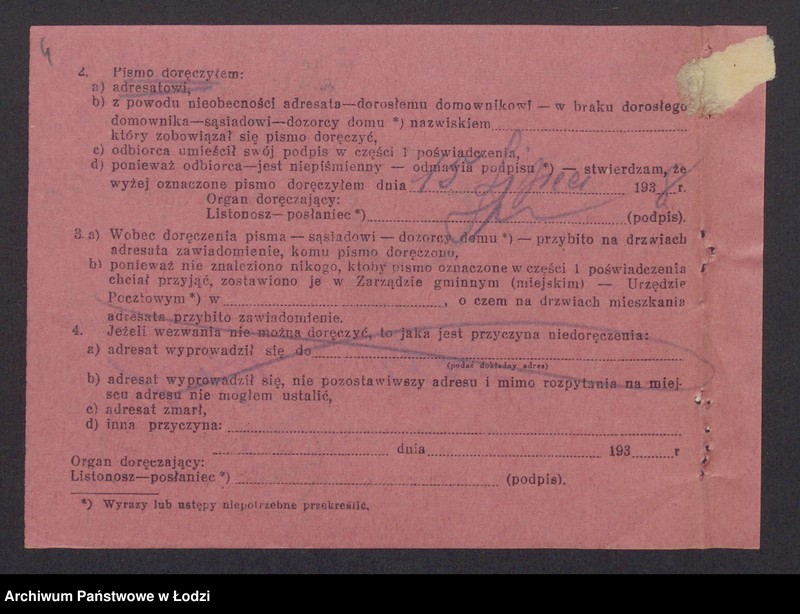 4
2. Pismo doręczyłem:
a) adresatowi,
b) z powodu nieobecności adresata—dorosłemu domownikowi — w braku dorosłego
domownika—sąsiadowi—dozorcy domu *) nazwiskiem
który zobowiązał się pismo doręczyć,
c) odbiorca umieścił swój podpis w części 1 poświadczenia,
d) ponieważ odbiorca—jest niepiśmienny — odmawia podpisu *) — stwierdzam, że
wyżej oznaczone pismo doręczyłem dnia 15 Lipiec 1938 r.
Organ doręczający:
Listonosz—posłaniec *) (podpis).
3. a) Wobec doręczenia pisma — sąsiadowi — dozorcy domu *) — przybito na drzwiach
adresata zawiadomienie, komu pismo doręczono,
b) ponieważ nie znaleziono nikogo, ktoby pismo oznaczone w części 1 poświadczenia
chciał przyjąć, zostawiono je w Zarządzie gminnym (miejskim) — Urzędzie
Pocztowym *) w , o czem na drzwiach mieszkania
adresata przybito zawiadomienie.
4. Jeżeli wezwania nie można doręczyć, to jaka jest przyczyna niedoręczenia:
a) adresat wyprowadził się do
(podać dokładny adres)
b) adresat wyprowadził się, nie pozostawiwszy adresu i mimo rozpytania na miej-
scu adresu nie mogłem ustalić,
c) adresat zmarł,
d) inna przyczyna:
dnia 193 r
Organ doręczający:
Listonosz—posłaniec *) (podpis).
*) Wyrazy lub ustępy niepotrzebne przekreślić.
Archiwum Państwowe w Łodzi